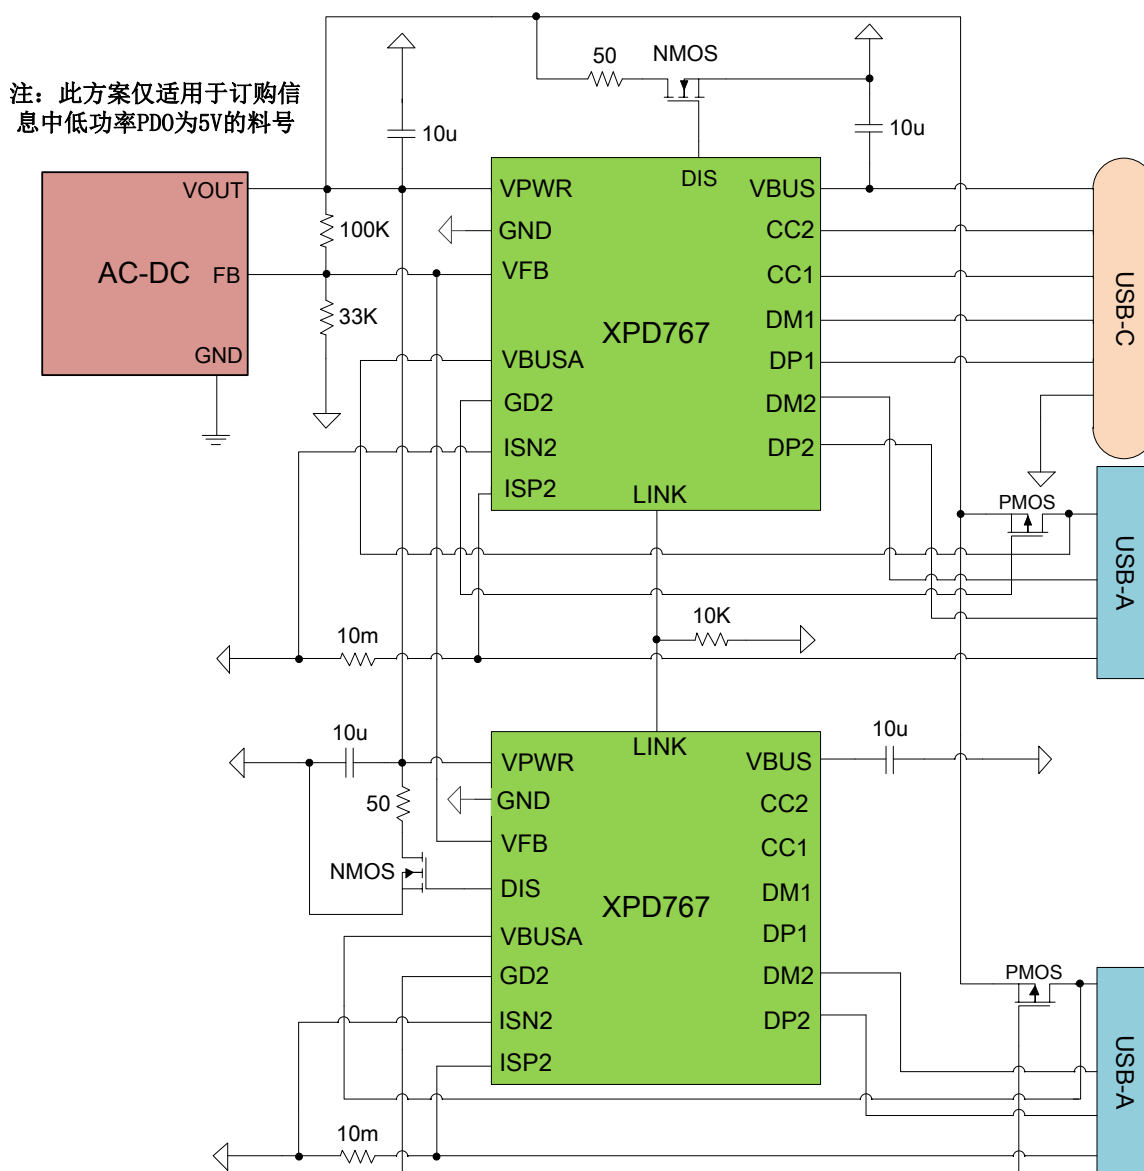 注：此方案仅适用于订购信
息中低功率PDO为5V的料号
50
NMOS
10u
10u
AC-DC
VOUT
FB
GND
100K
33K
XPD767
DIS
VPWR
GND
VFB
VBUSA
GD2
ISN2
ISP2
LINK
VBUS
CC2
CC1
DM1
DP1
DM2
DP2
USB-C
PMOS
USB-A
10m
10K
10u
50
NMOS
XPD767
LINK
VPWR
GND
VFB
DIS
VBUSA
GD2
ISN2
ISP2
VBUS
CC2
CC1
DM1
DP1
DM2
DP2
10u
PMOS
USB-A
10m